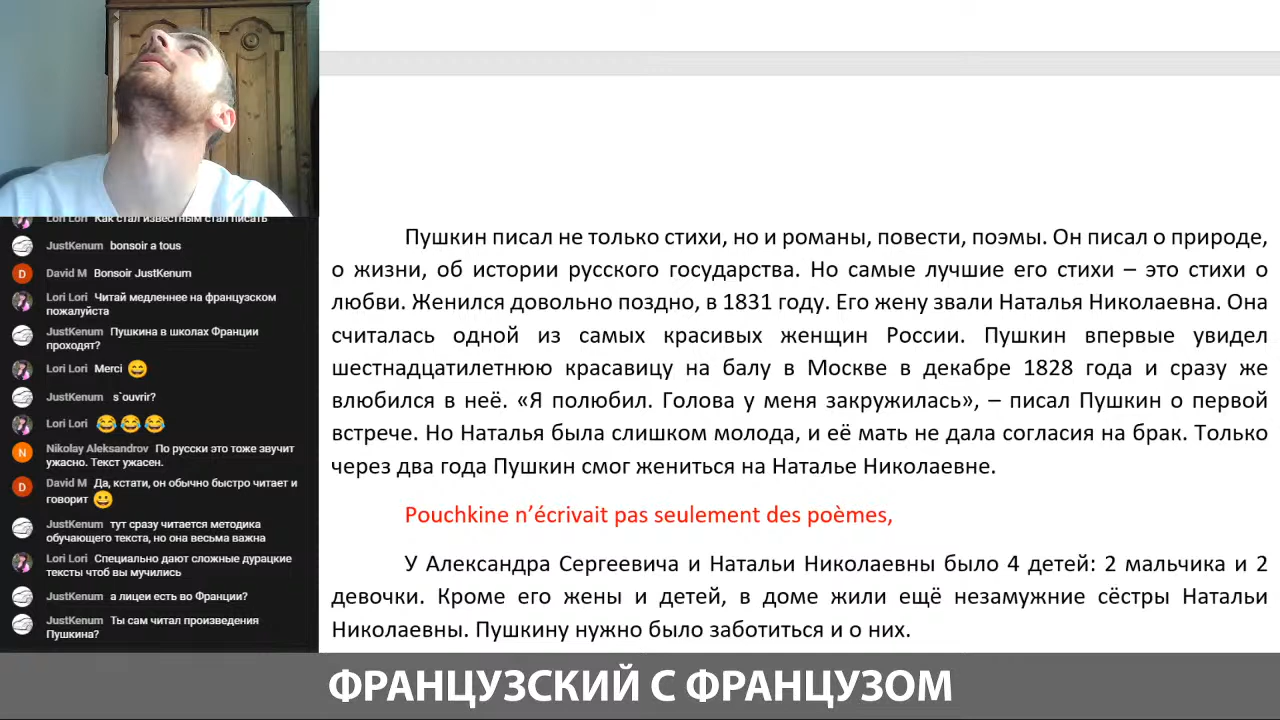 Lori Lori Как стал известным стал писать
JustKenum bonsoir a tous
D David M Bonsoir JustKenum
Lori Lori Читай медленнее на французском
пожалуйста
JustKenum Пушкина в школах Франции
проходят?
Lori Lori Merci 😄
JustKenum s`ouvrir?
Lori Lori 😂😂😂
N Nikolay Aleksandrov По русски это тоже звучит
ужасно. Текст ужасен.
D David M Да, кстати, он обычно быстро читает и
говорит 😀
JustKenum тут сразу читается методика
обучающего текста, но она весьма важна
Lori Lori Специально дают сложные дурацкие
тексты чтоб вы мучились
JustKenum а лицеи есть во Франции?
JustKenum Ты сам читал произведения
Пушкина?
Пушкин писал не только стихи, но и романы, повести, поэмы. Он писал о природе,
о жизни, об истории русского государства. Но самые лучшие его стихи – это стихи о
любви. Женился довольно поздно, в 1831 году. Его жену звали Наталья Николаевна. Она
считалась одной из самых красивых женщин России. Пушкин впервые увидел
шестнадцатилетнюю красавицу на балу в Москве в декабре 1828 года и сразу же
влюбился в неё. «Я полюбил. Голова у меня закружилась», – писал Пушкин о первой
встрече. Но Наталья была слишком молода, и её мать не дала согласия на брак. Только
через два года Пушкин смог жениться на Наталье Николаевне.
Pouchkine n’écrivait pas seulement des poèmes,
У Александра Сергеевича и Натальи Николаевны было 4 детей: 2 мальчика и 2
девочки. Кроме его жены и детей, в доме жили ещё незамужние сёстры Натальи
Николаевны. Пушкину нужно было заботиться и о них.
ФРАНЦУЗСКИЙ С ФРАНЦУЗОМ